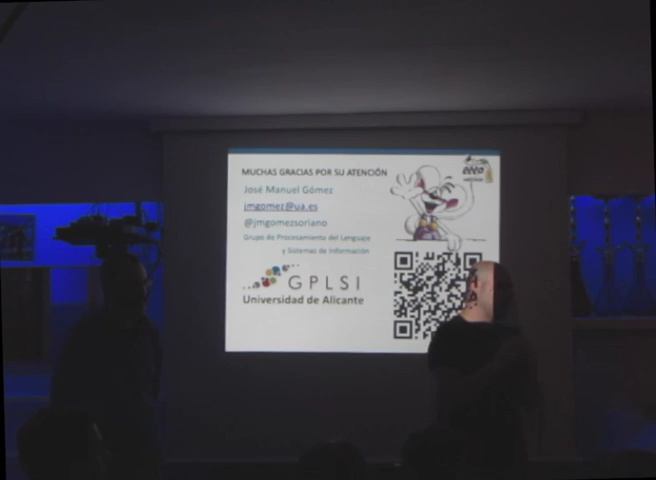 MUCHAS GRACIAS POR SU ATENCIÓN
José Manuel Gómez
jmgomez@ua.es
@jmgomezsoriano
Grupo de Procesamiento del Lenguaje
y Sistemas de Información
GPLSI
Universidad de Alicante